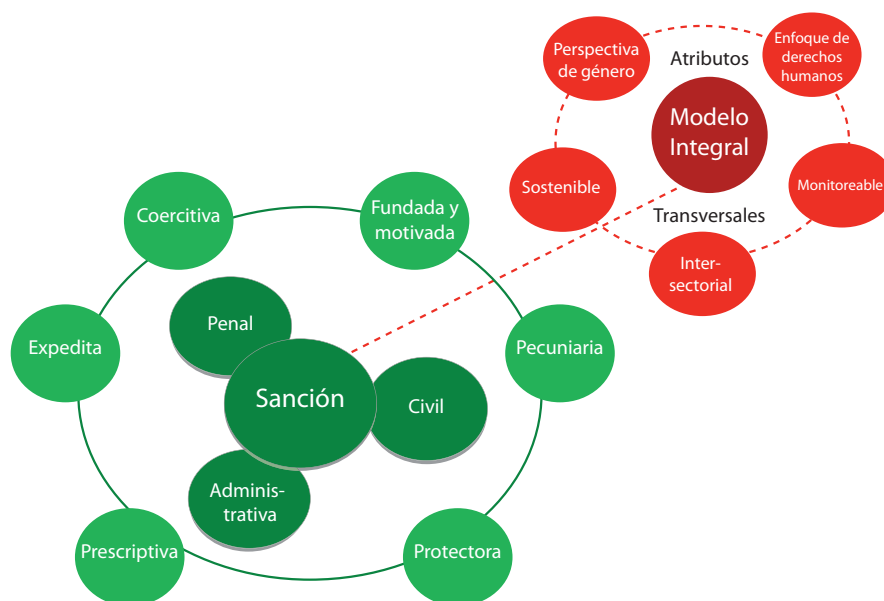 Perspectiva
de género
Atributos
Enfoque de
derechos
humanos
Modelo
Integral
Sostenible
Monitoreable
Transversales
Inter-
sectorial
Coercitiva
Fundada y
motivada
Penal
Expedita
Pecuniaria
Sanción
Civil
Adminis-
trativa
Prescriptiva
Protectora